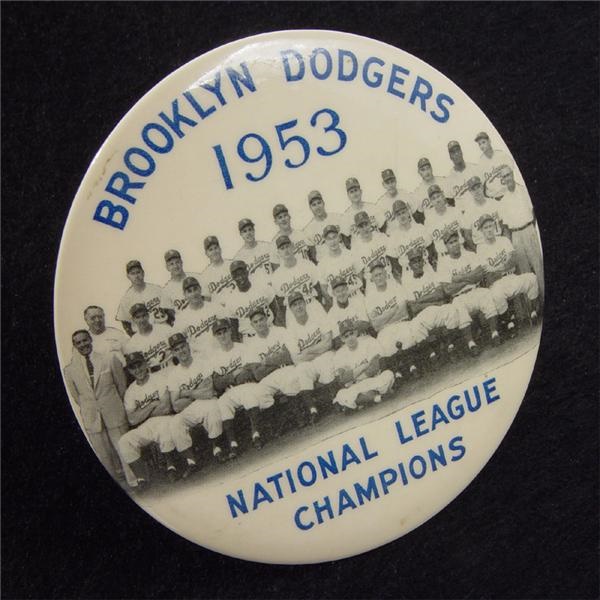 BROOKLYN DODGERS
1953
NATIONAL LEAGUE
CHAMPIONS